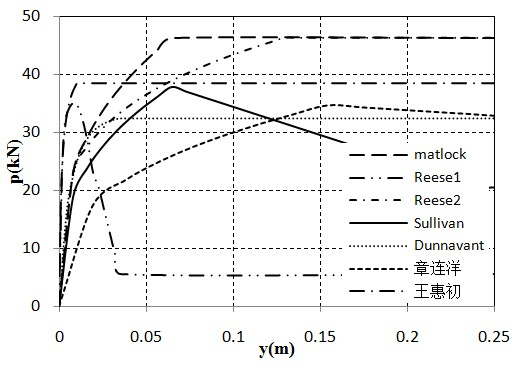 50
40
30
20
10
0
p(kN)
matlock
Reese1
Reese2
Sullivan
Dunnavant
章连洋
王惠初
0 0.05 0.1 0.15 0.2 0.25
y(m)